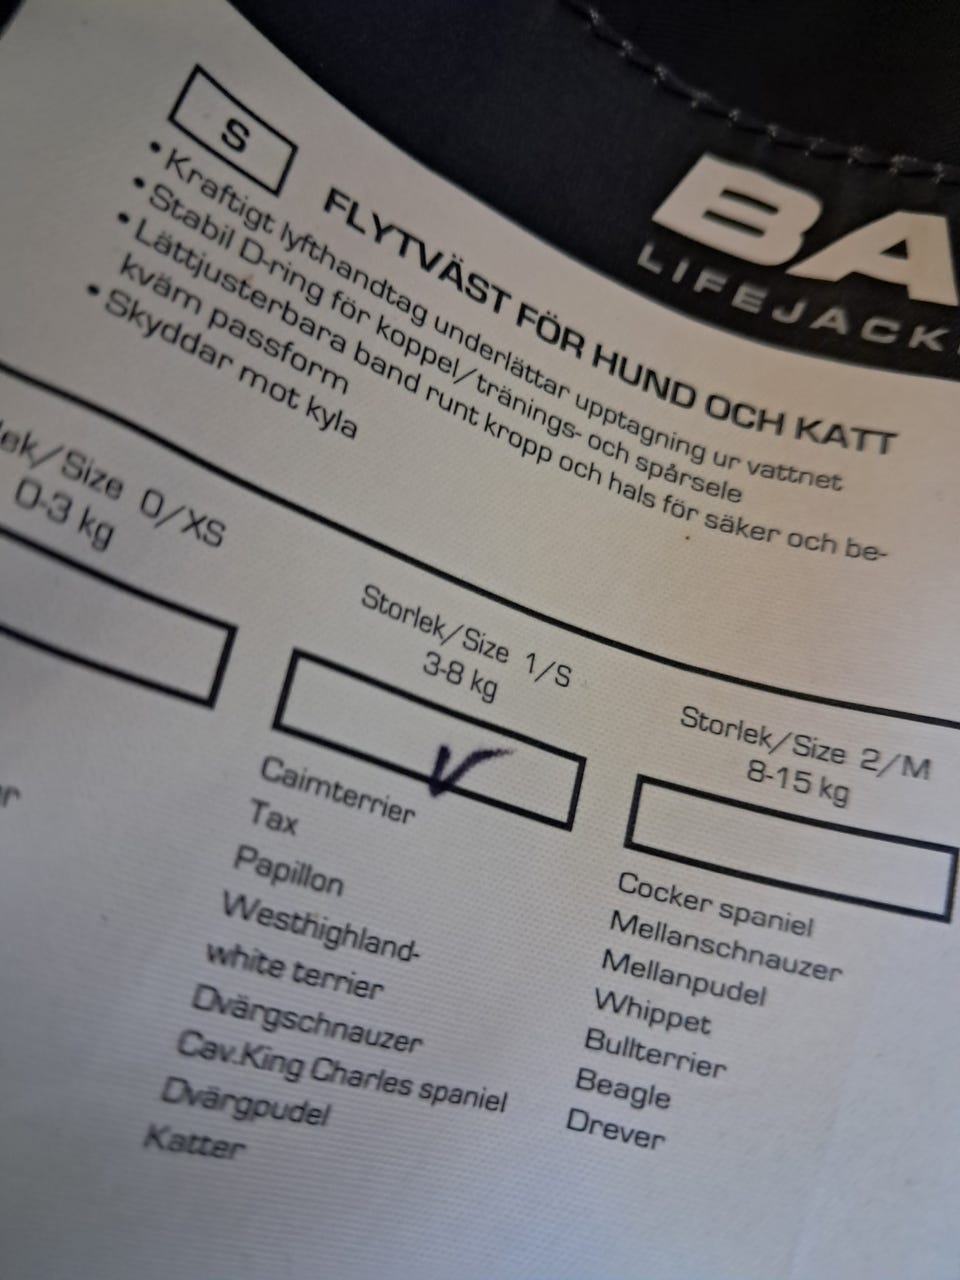 BA
LIFEJACK
S
FLYTVÄST FÖR HUND OCH KATT
• Kraftigt lyfthandtag underlättar upptagning ur vattnet
• Stabil D-ring för koppel/tränings- och spårsele
• Lättjusterbara band runt kropp och hals för säker och be-
kväm passform
• Skyddar mot kyla
lek/Size 0/XS
0-3 kg
Storlek/Size 1/S
3-8 kg
Caimterrier
Tax
Papillon
Westhighland-
white terrier
Dvärgschnauzer
Cav.King Charles spaniel
Dvärgpudel
Katter
Storlek/Size 2/M
8-15 kg
Cocker spaniel
Mellanschnauzer
Mellanpudel
Whippet
Bullterrier
Beagle
Drever